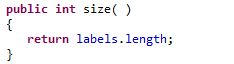 public int size( )
{
return labels.length;
}